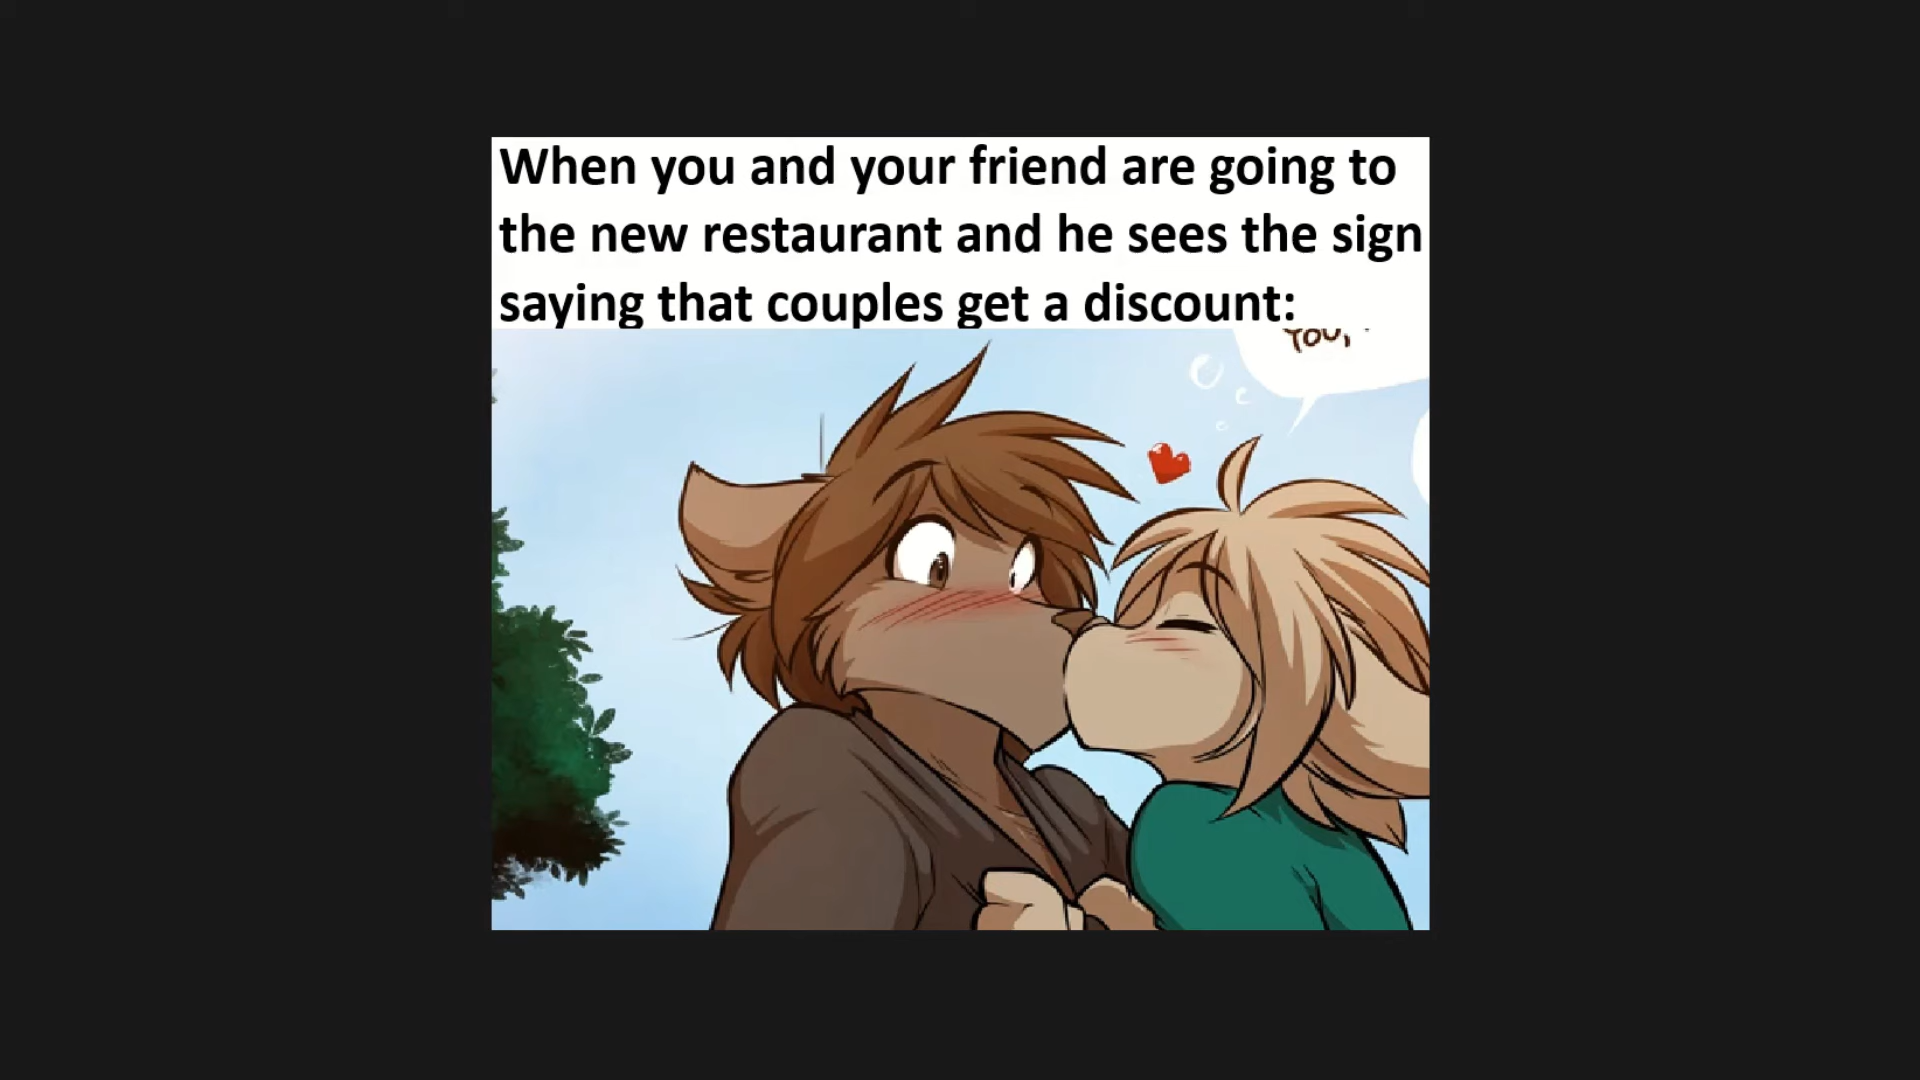 When you and your friend are going to
the new restaurant and he sees the sign
saying that couples get a discount:
You,